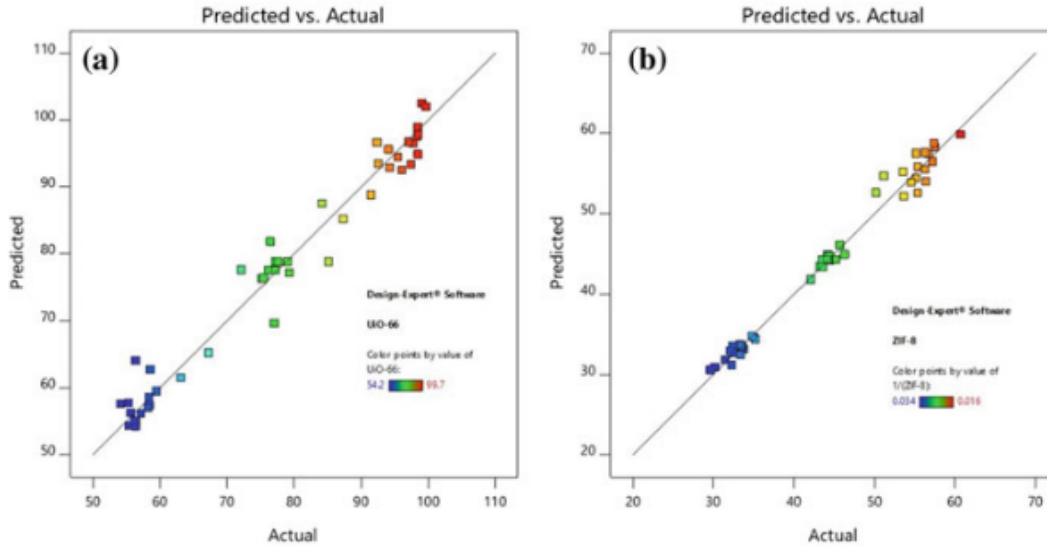 Predicted vs. Actual
(a)
110
100
90
80
70
60
50
Predicted
Design-Expert® Software
UiO-66
Color points by value of
UiO-66:
54.2 99.7
50 60 70 80 90 100 110
Actual
Predicted vs. Actual
(b)
70
60
50
40
30
20
Predicted
Design-Expert® Software
ZIF-8
Color points by value of
1/(ZIF-8):
0.034 0.016
20 30 40 50 60 70
Actual